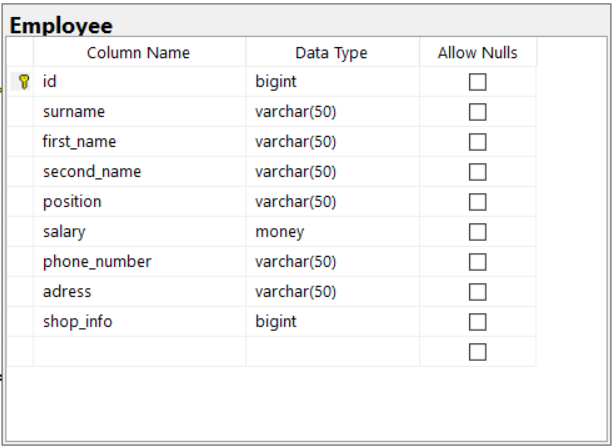 Employee
Column Name Data Type Allow Nulls
id bigint
surname varchar(50)
first_name varchar(50)
second_name varchar(50)
position varchar(50)
salary money
phone_number varchar(50)
adress varchar(50)
shop_info bigint